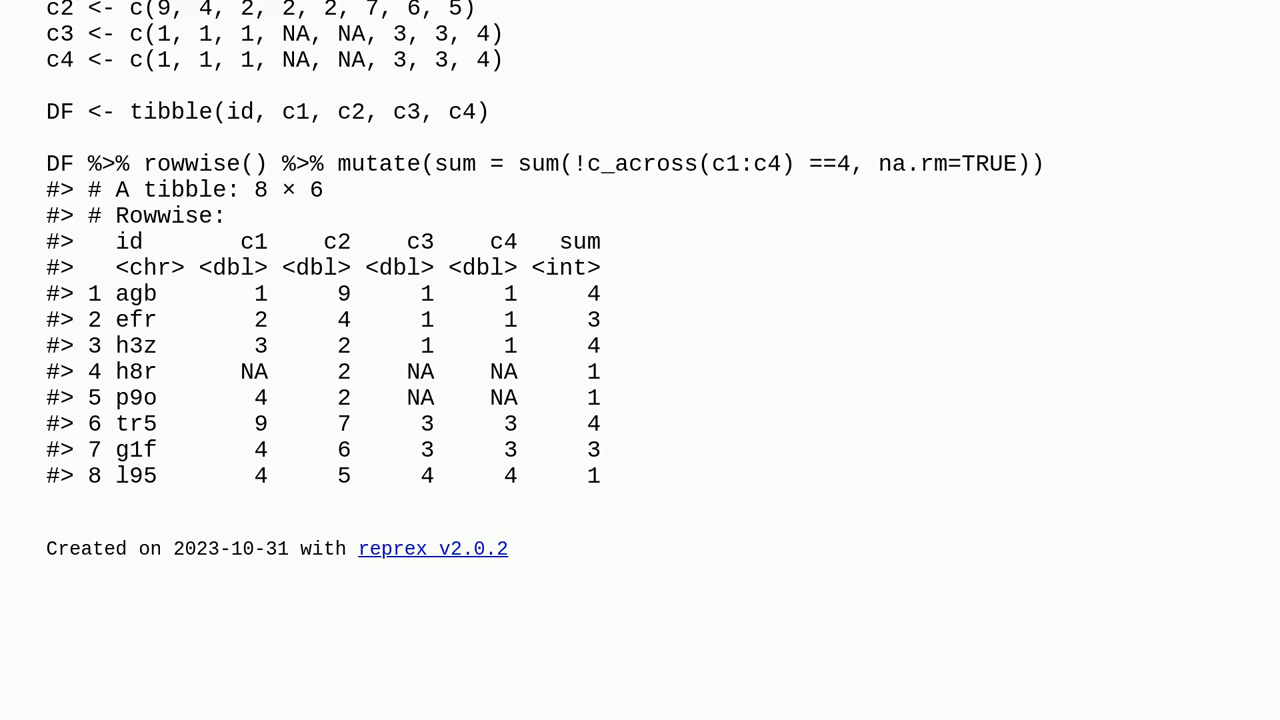 c2 <- c(9, 4, 2, 2, 2, 7, 6, 5)
c3 <- c(1, 1, 1, NA, NA, 3, 3, 4)
c4 <- c(1, 1, 1, NA, NA, 3, 3, 4)
DF <- tibble(id, c1, c2, c3, c4)
DF %>% rowwise() %>% mutate(sum = sum(!c_across(c1:c4) ==4, na.rm=TRUE))
#> # A tibble: 8 × 6
#> # Rowwise:
#>   id       c1    c2    c3    c4   sum
#>   <chr> <dbl> <dbl> <dbl> <dbl> <int>
#> 1 agb       1     9     1     1     4
#> 2 efr       2     4     1     1     3
#> 3 h3z       3     2     1     1     4
#> 4 h8r      NA     2    NA    NA     1
#> 5 p9o       4     2    NA    NA     1
#> 6 tr5       9     7     3     3     4
#> 7 g1f       4     6     3     3     3
#> 8 l95       4     5     4     4     1
Created on 2023-10-31 with reprex v2.0.2